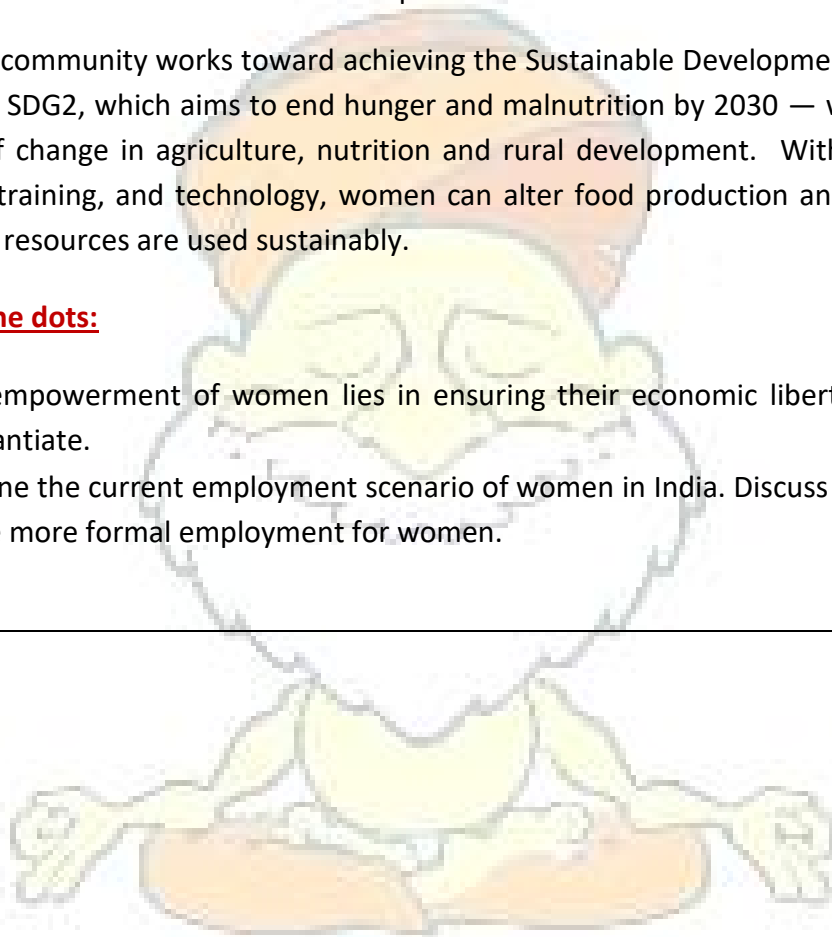 community works toward achieving the Sustainable Developme
SDG2, which aims to end hunger and malnutrition by 2030 —
change in agriculture, nutrition and rural development. With
training, and technology, women can alter food production an
resources are used sustainably.
he dots:
empowerment of women lies in ensuring their economic libert
antiate.
ne the current employment scenario of women in India. Discuss
more formal employment for women.